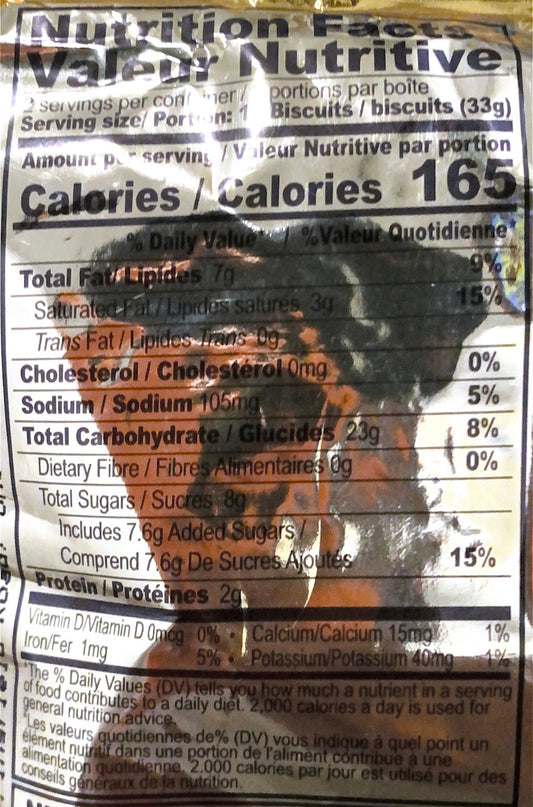 Nutrition Facts
Valeur Nutritive
2 servings per container / portions par boîte
Serving size/ Portion: 1 Biscuits / biscuits (33g)
Amount per serving / Valeur Nutritive par portion
Calories / Calories 165
% Daily Value* / %Valeur Quotidienne*
Total Fat/ Lipides 7g 9%
Saturated Fat / Lipides saturés 3g 15%
Trans Fat / Lipides Trans 0g
Cholesterol / Cholestérol 0mg 0%
Sodium / Sodium 105mg 5%
Total Carbohydrate / Glucides 23g 8%
Dietary Fibre / Fibres Alimentaires 0g 0%
Total Sugars / Sucres 8g
Includes 7.6g Added Sugars /
Comprend 7.6g De Sucres Ajoutés 15%
Protein / Protéines 2g
Vitamin D/Vitamin D 0mcg 0% • Calcium/Calcium 15mg 1%
Iron/Fer 1mg 5% • Potassium/Potassium 40mg 1%
*The % Daily Values (DV) tells you how much a nutrient in a serving
of food contributes to a daily diet. 2,000 calories a day is used for
general nutrition advice.
*Les valeurs quotidiennes de% (DV) vous indique à quel point un
élément nutritif dans une portion de l'aliment contribue à une
alimentation quotidienne. 2.000 calories par jour est utilisé pour des
conseils généraux de la nutrition.